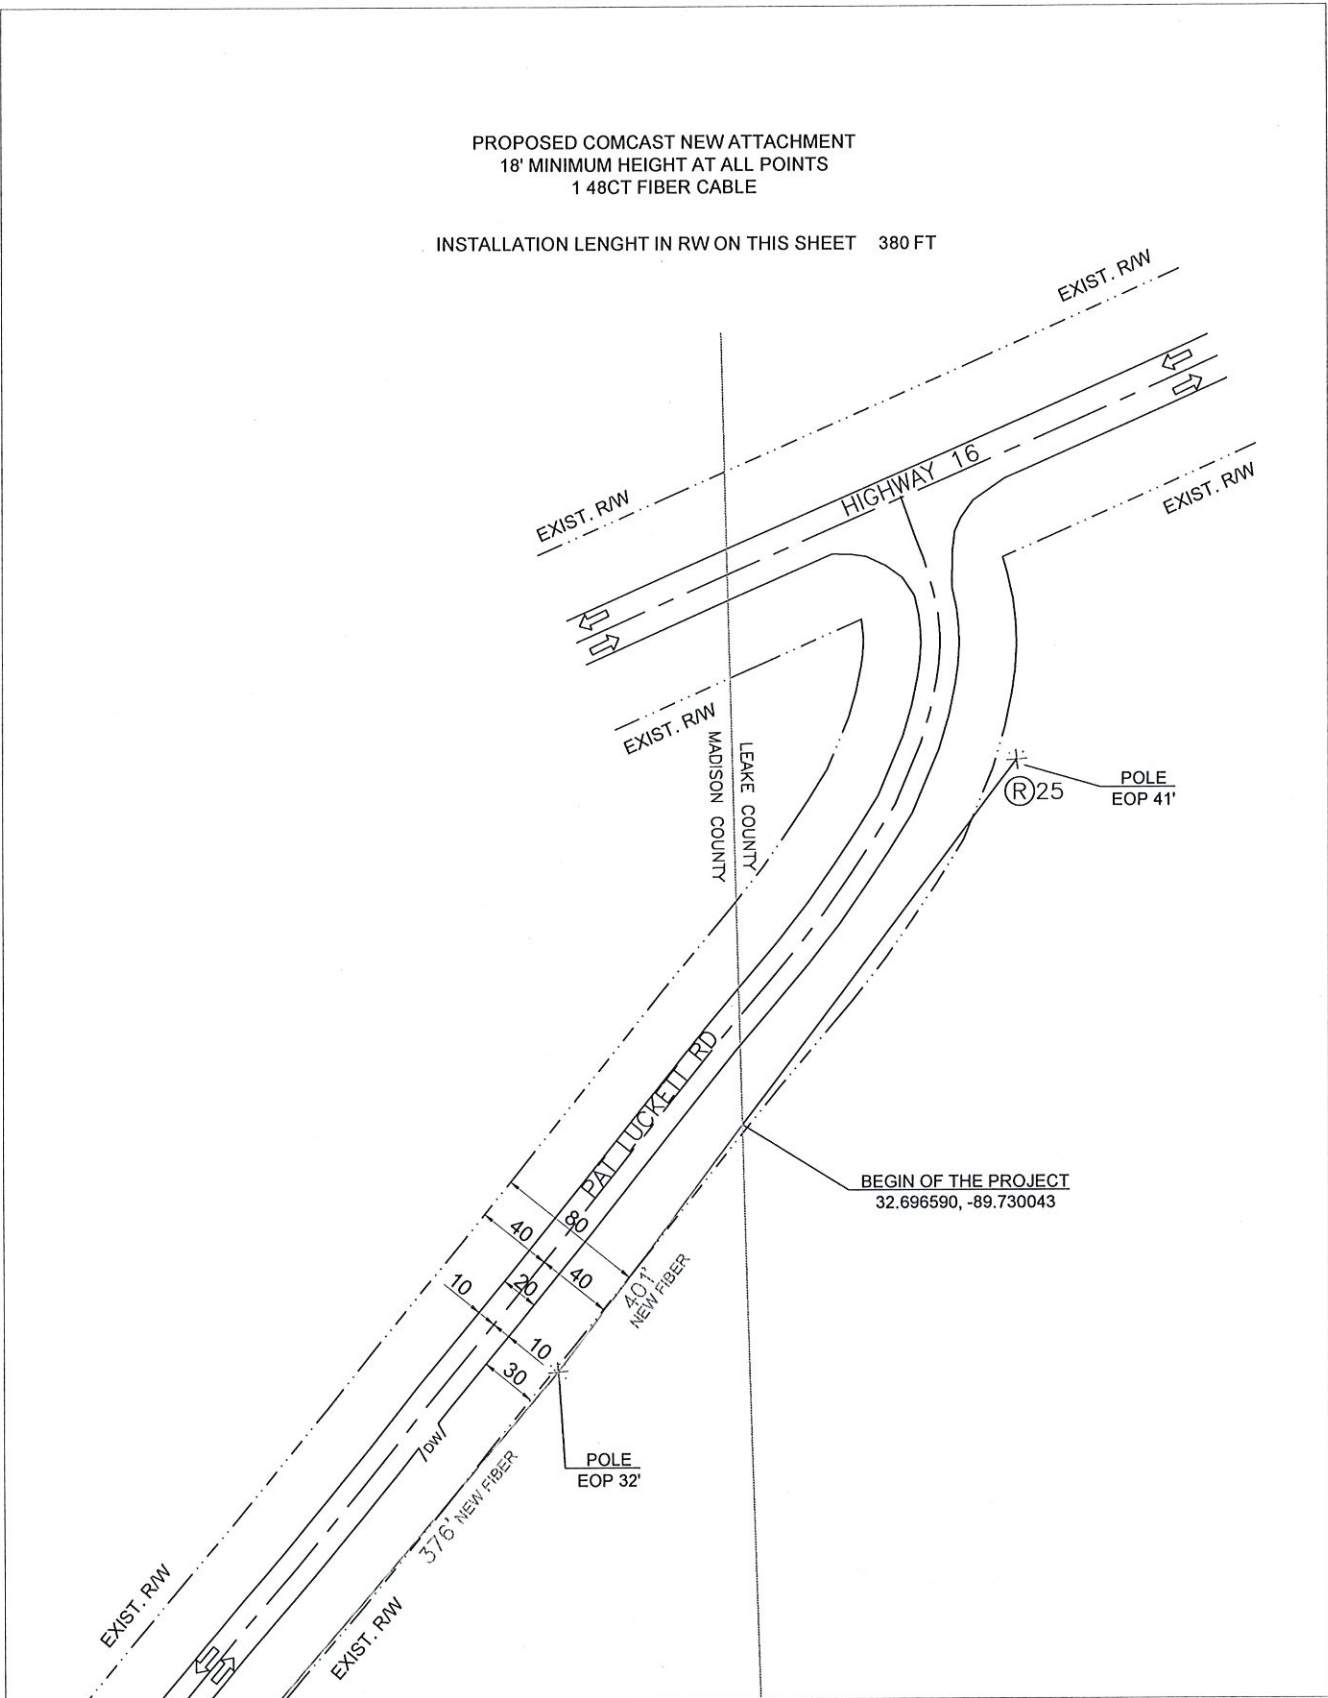 PROPOSED COMCAST NEW ATTACHMENT
18' MINIMUM HEIGHT AT ALL POINTS
1 48CT FIBER CABLE
INSTALLATION LENGHT IN RW ON THIS SHEET 380 FT
EXIST. R/W
HIGHWAY 16
EXIST. R/W
EXIST. R/W
EXIST. R/W
LEAKE COUNTY
MADISON COUNTY
POLE
EOP 41'
R 25
PAT LUCKETT RD
BEGIN OF THE PROJECT
32.696590, -89.730043
80
40
40
20
10
10
30
401'
NEW FIBER
/DW/
POLE
EOP 32'
376' NEW FIBER
EXIST. R/W
EXIST. R/W